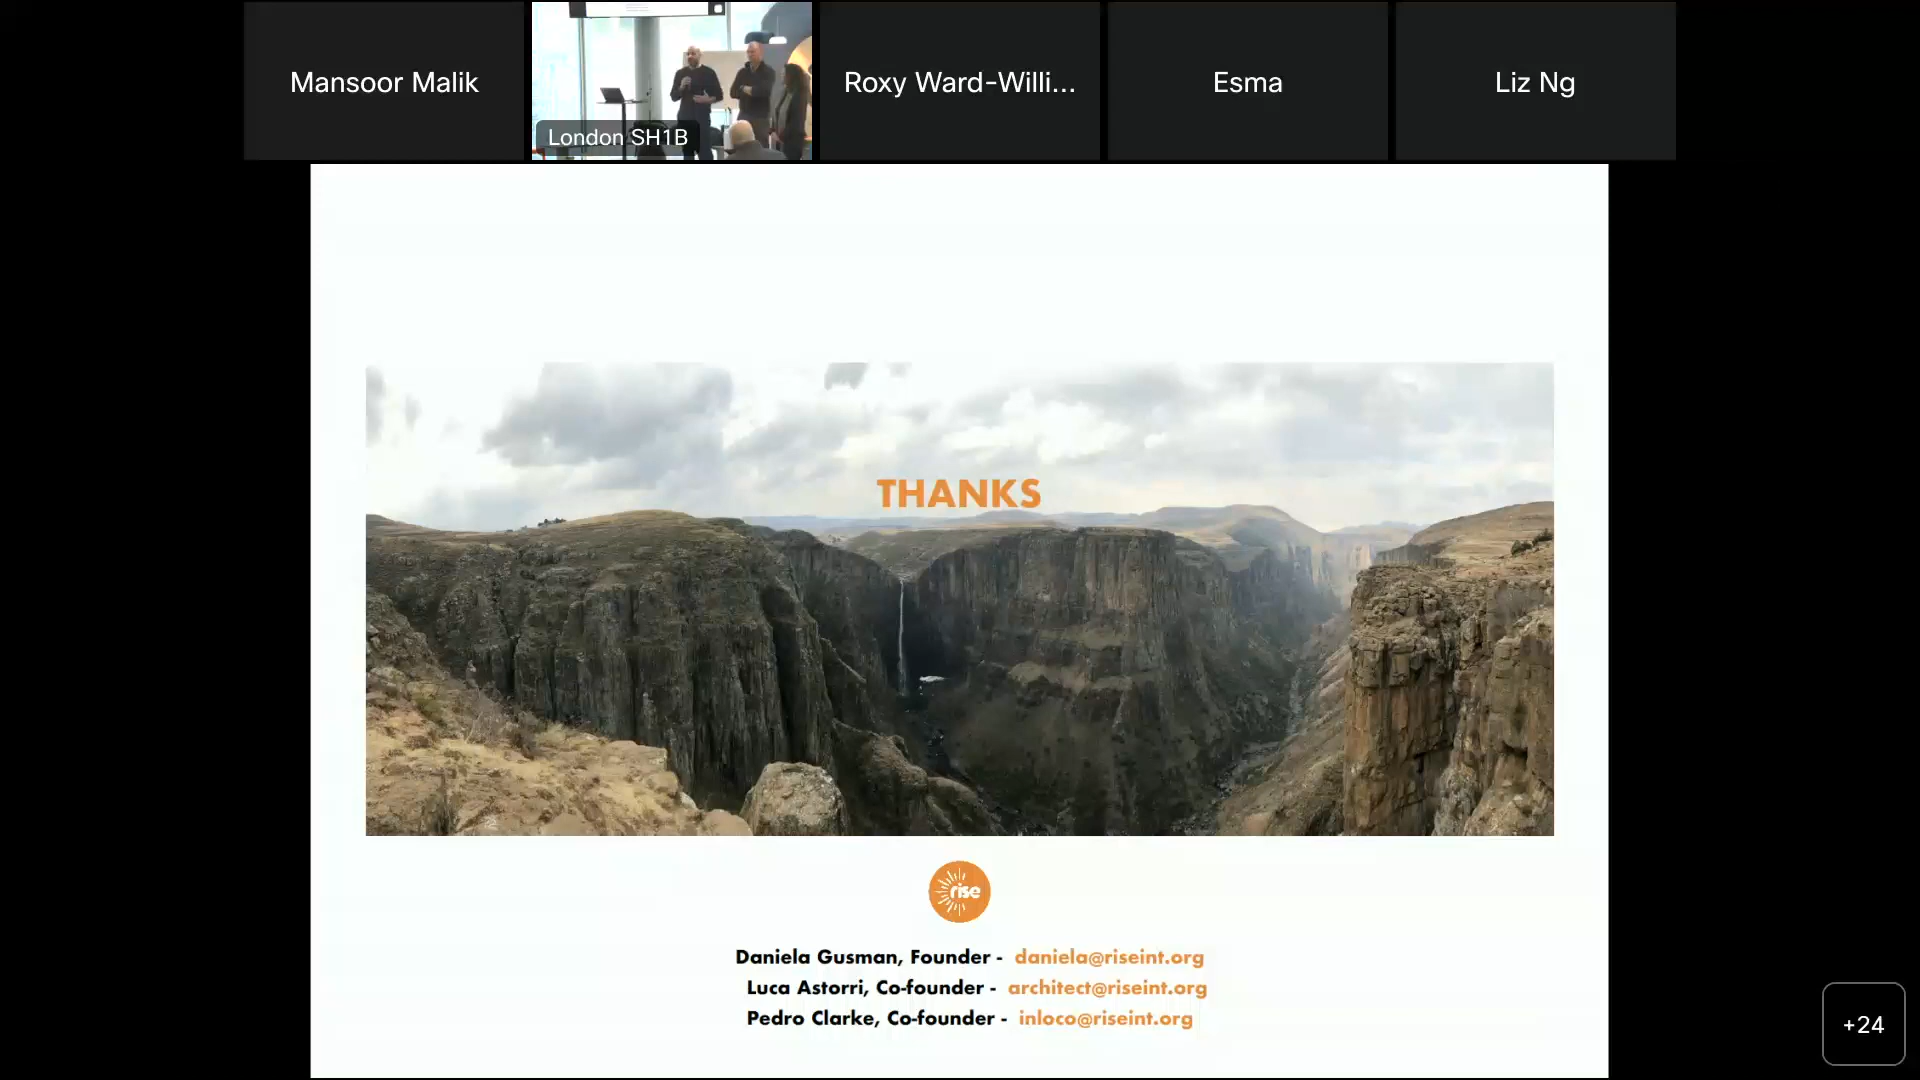 Mansoor Malik
London SH1B
Roxy Ward-Willi...
Esma
Liz Ng
THANKS
rise
Daniela Gusman, Founder - daniela@riseint.org
Luca Astorri, Co-founder - architect@riseint.org
Pedro Clarke, Co-founder - inloco@riseint.org
+24